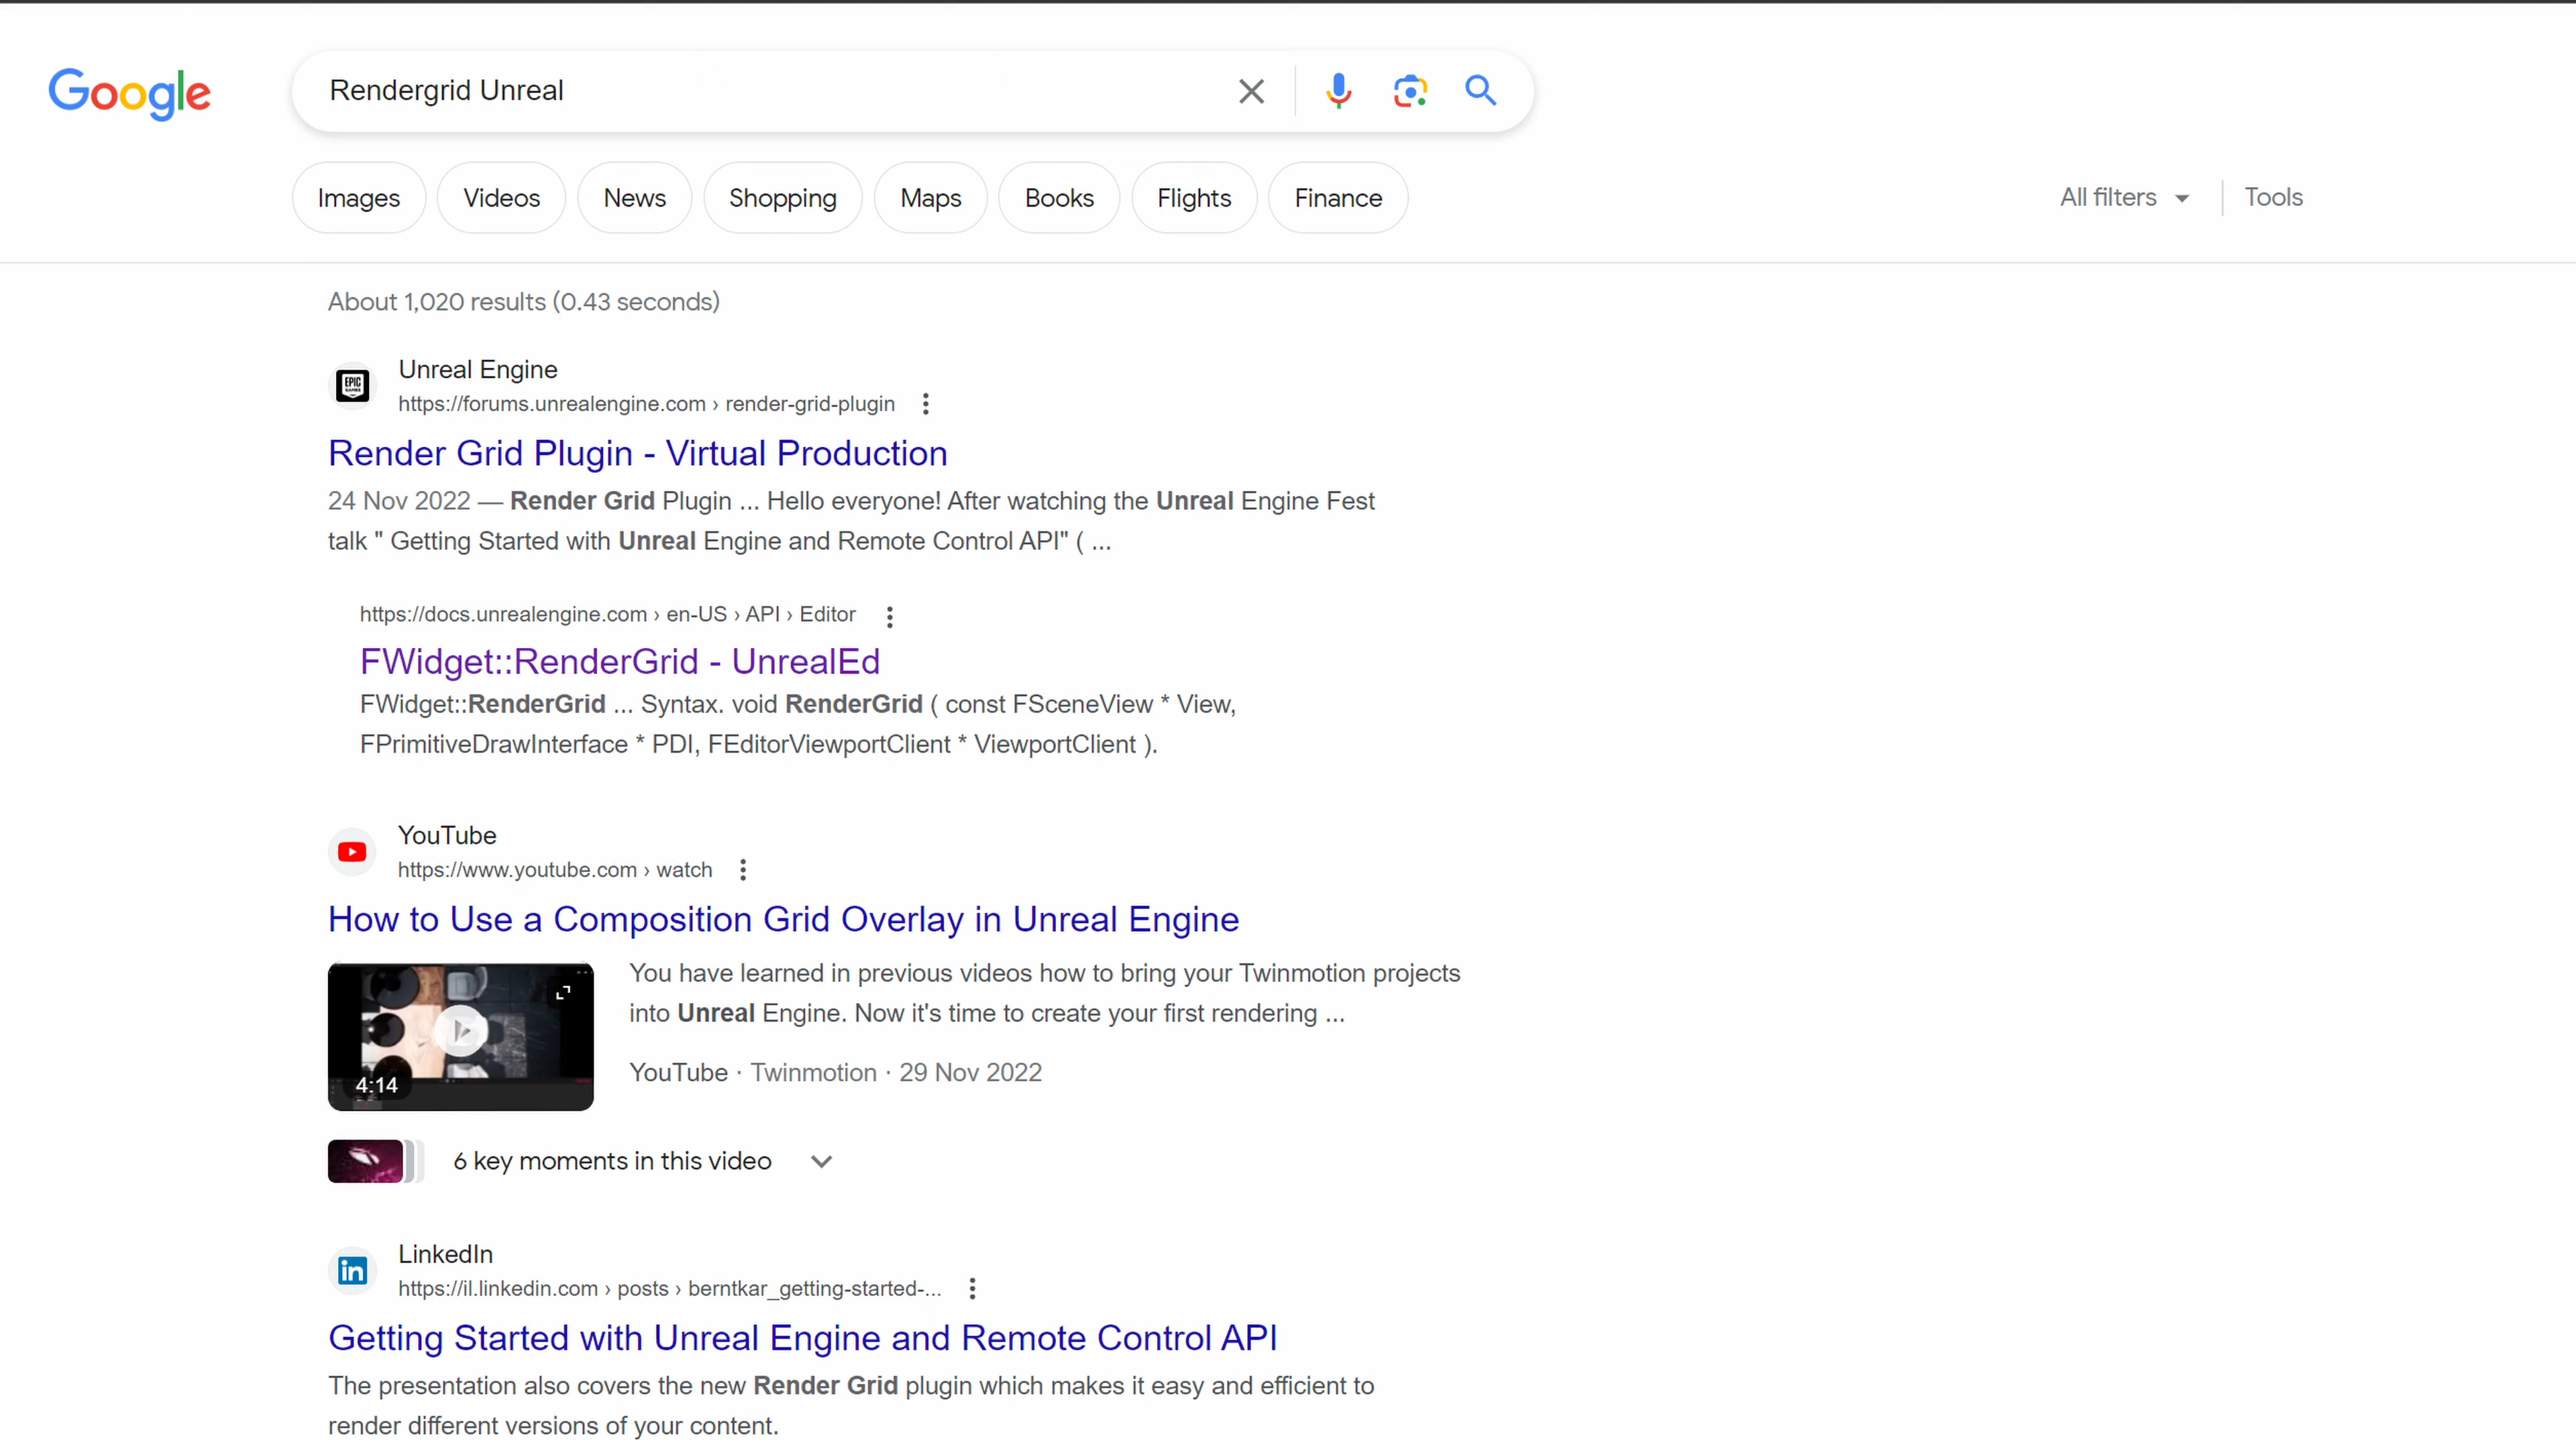 Google
Rendergrid Unreal
Images
Videos
News
Shopping
Maps
Books
Flights
Finance
All filters
Tools
About 1,020 results (0.43 seconds)
EPIC GAMES
Unreal Engine
https://forums.unrealengine.com › render-grid-plugin
Render Grid Plugin - Virtual Production
24 Nov 2022 — Render Grid Plugin ... Hello everyone! After watching the Unreal Engine Fest
talk " Getting Started with Unreal Engine and Remote Control API" ( ...
https://docs.unrealengine.com › en-US › API › Editor
FWidget::RenderGrid - UnrealEd
FWidget::RenderGrid ... Syntax. void RenderGrid ( const FSceneView * View,
FPrimitiveDrawInterface * PDI, FEditorViewportClient * ViewportClient ).
YouTube
https://www.youtube.com › watch
How to Use a Composition Grid Overlay in Unreal Engine
4:14
You have learned in previous videos how to bring your Twinmotion projects
into Unreal Engine. Now it's time to create your first rendering ...
YouTube · Twinmotion · 29 Nov 2022
6 key moments in this video
in
LinkedIn
https://il.linkedin.com › posts › berntkar_getting-started-...
Getting Started with Unreal Engine and Remote Control API
The presentation also covers the new Render Grid plugin which makes it easy and efficient to
render different versions of your content.